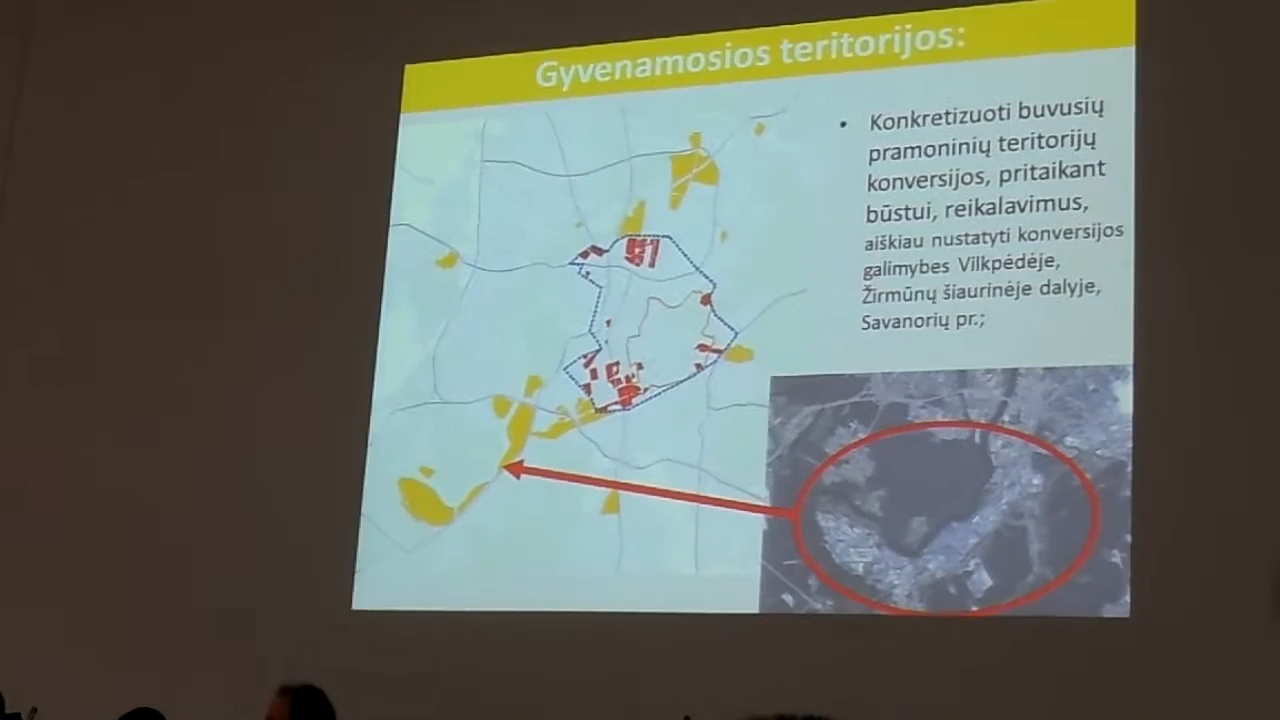 Gyvenamosios teritorijos:
• Konkretizuoti buvusių
pramoninių teritorijų
konversijos, pritaikant
būstui, reikalavimus,
aiškiau nustatyti konversijos
galimybes Vilkpėdėje,
Žirmūnų šiaurinėje dalyje,
Savanorių pr.;